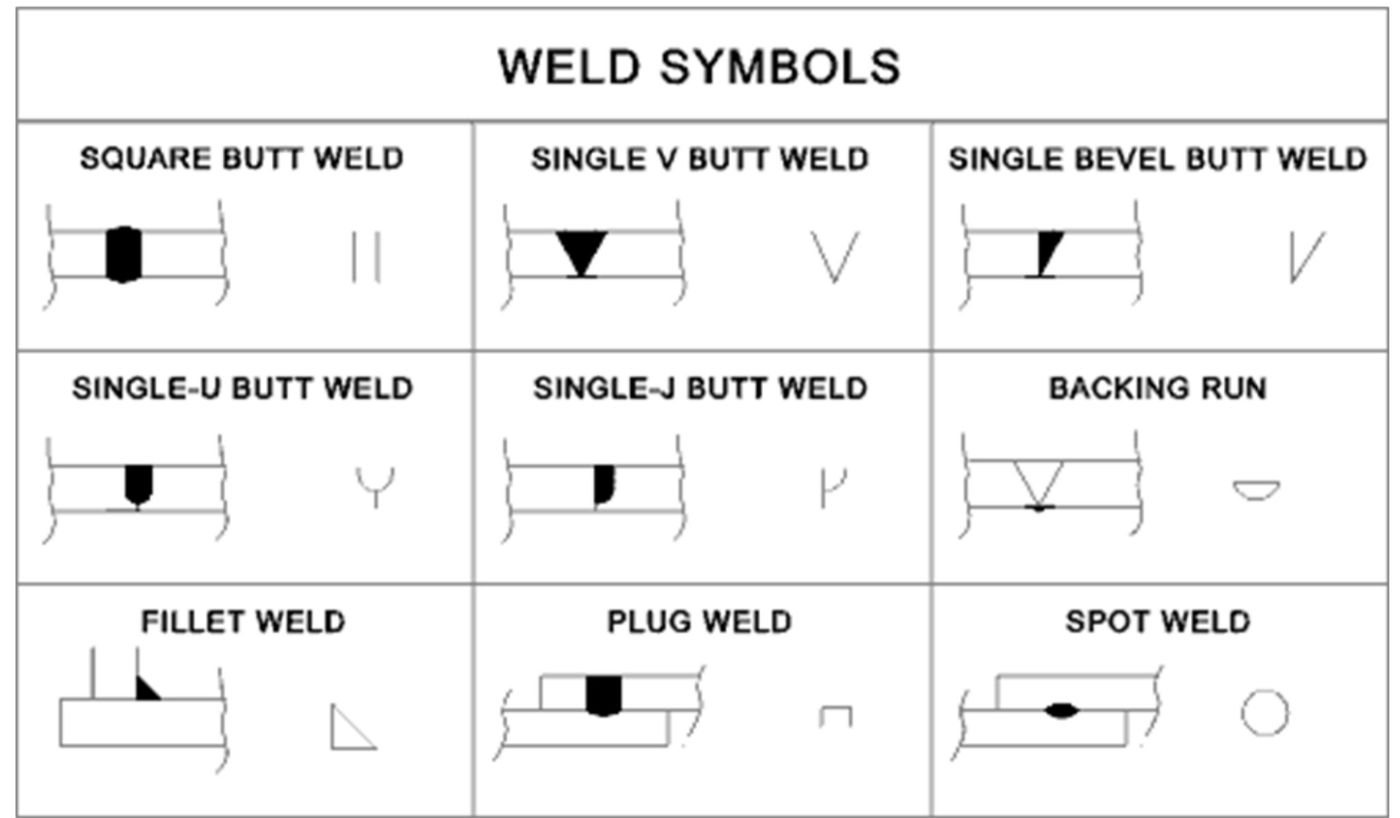 WELD SYMBOLS
SQUARE BUTT WELD
SINGLE V BUTT WELD
SINGLE BEVEL BUTT WELD
SINGLE-U BUTT WELD
SINGLE-J BUTT WELD
BACKING RUN
FILLET WELD
PLUG WELD
SPOT WELD